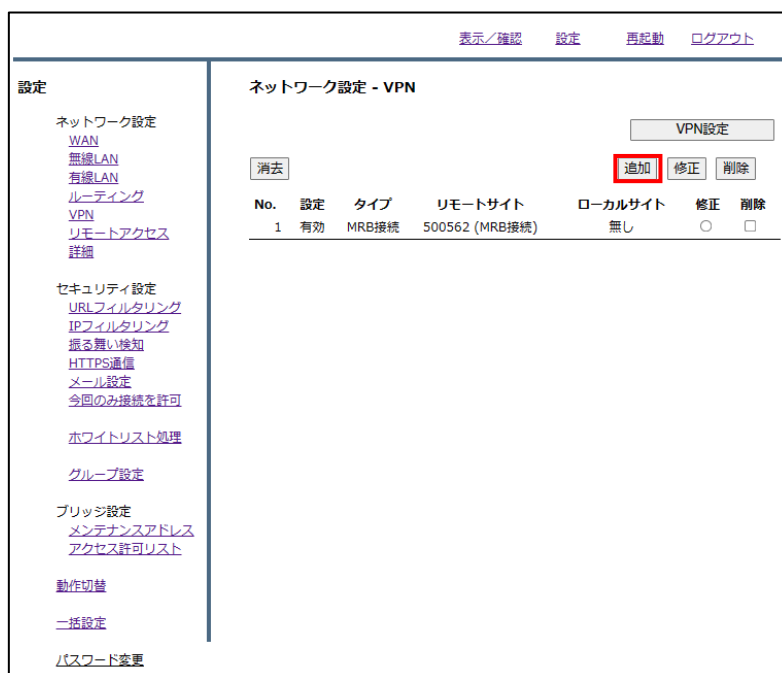 表示／確認 設定 再起動 ログアウト
設定
ネットワーク設定
WAN
無線LAN
有線LAN
ルーティング
VPN
リモートアクセス
詳細
セキュリティ設定
URLフィルタリング
IPフィルタリング
振る舞い検知
HTTPS通信
メール設定
今回のみ接続を許可
ホワイトリスト処理
グループ設定
ブリッジ設定
メンテナンスアドレス
アクセス許可リスト
動作切替
一括設定
パスワード変更
ネットワーク設定 - VPN
VPN設定
消去 追加 修正 削除
No. 設定 タイプ リモートサイト ローカルサイト 修正 削除
1 有効 MRB接続 500562 (MRB接続) 無し